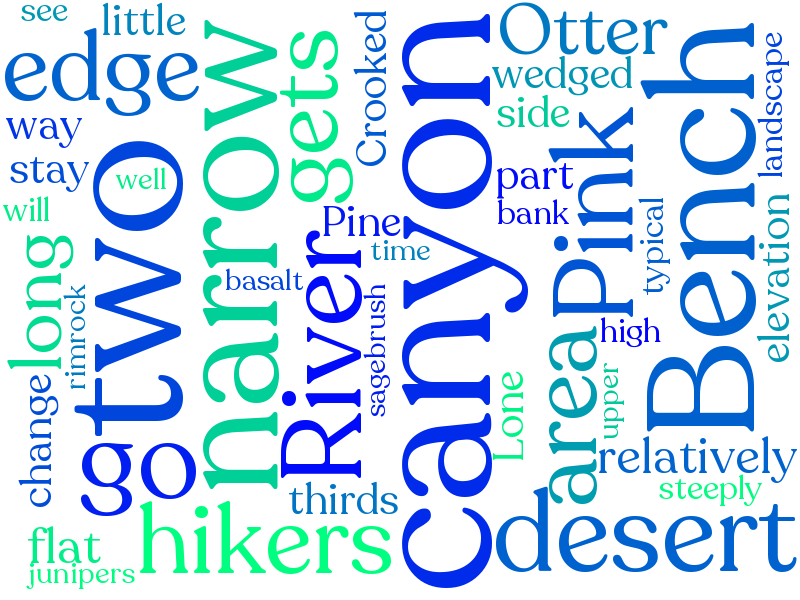 see
little
edge
way
stay
well
will
two
long
rimrock
change
go
flat
junipers
hikers
narrow
gets
Crooked
Pine
time
basalt
River
sagebrush
thirds
Canyon
Otter
wedged
side
part
bank
Pink
typical
high
area
upper
Lone
Bench
landscape
elevation
relatively
steeply
desert